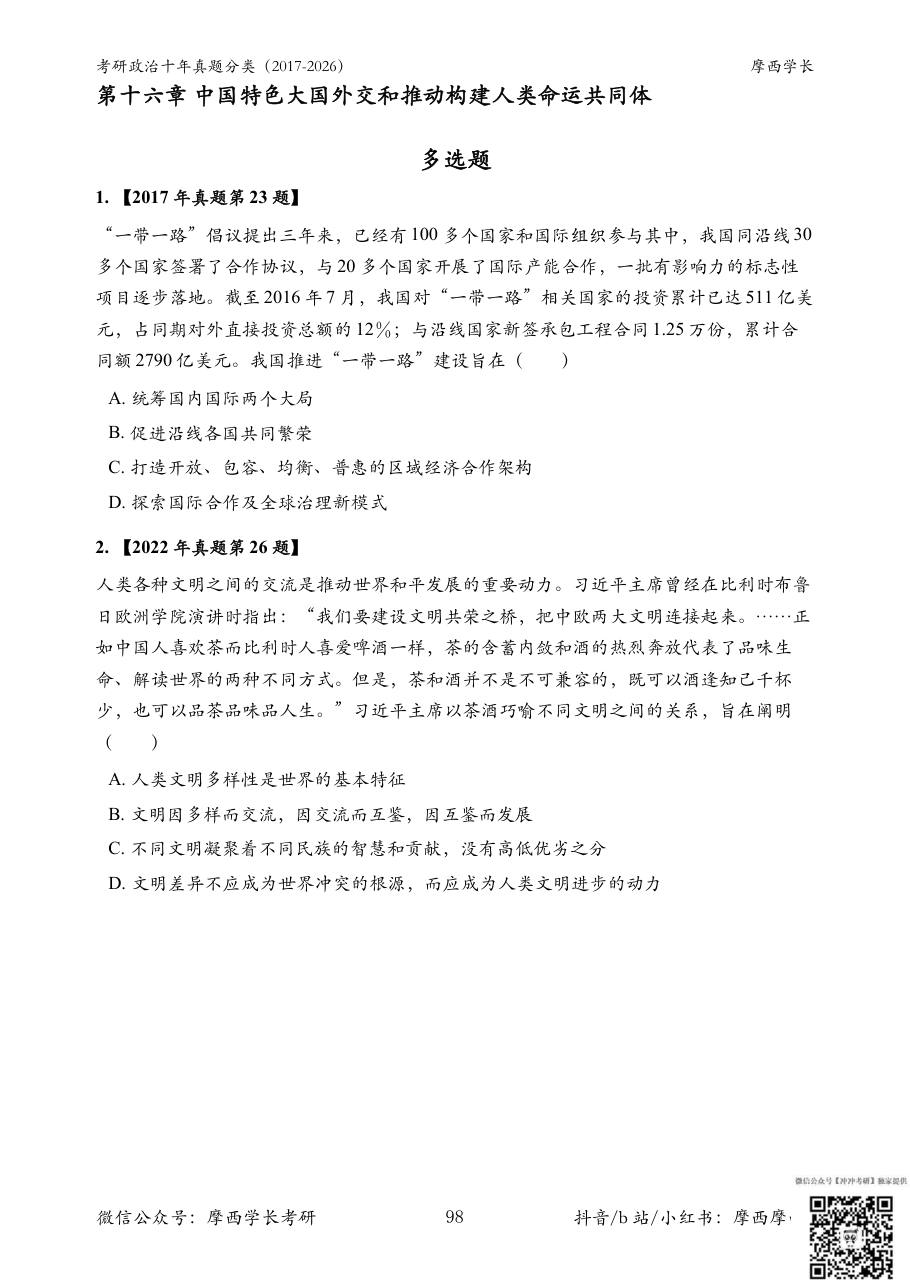 考研政治十年真题分类（2017-2026）
摩西学长
第十六章 中国特色大国外交和推动构建人类命运共同体
多选题
1. 【2017 年真题第 23 题】
“一带一路”倡议提出三年来，已经有 100 多个国家和国际组织参与其中，我国同沿线 30
多个国家签署了合作协议，与 20 多个国家开展了国际产能合作，一批有影响力的标志性
项目逐步落地。截至 2016 年 7 月，我国对“一带一路”相关国家的投资累计已达 511 亿美
元，占同期对外直接投资总额的 12%；与沿线国家新签承包工程合同 1.25 万份，累计合
同额 2790 亿美元。我国推进“一带一路”建设旨在（　　）
A. 统筹国内国际两个大局
B. 促进沿线各国共同繁荣
C. 打造开放、包容、均衡、普惠的区域经济合作架构
D. 探索国际合作及全球治理新模式
2. 【2022 年真题第 26 题】
人类各种文明之间的交流是推动世界和平发展的重要动力。习近平主席曾经在比利时布鲁
日欧洲学院演讲时指出：“我们要建设文明共荣之桥，把中欧两大文明连接起来。……正
如中国人喜欢茶而比利时人喜爱啤酒一样，茶的含蓄内敛和酒的热烈奔放代表了品味生
命、解读世界的两种不同方式。但是，茶和酒并不是不可兼容的，既可以酒逢知己千杯
少，也可以品茶品味品人生。”习近平主席以茶酒巧喻不同文明之间的关系，旨在阐明
（　　）
A. 人类文明多样性是世界的基本特征
B. 文明因多样而交流，因交流而互鉴，因互鉴而发展
C. 不同文明凝聚着不同民族的智慧和贡献，没有高低优劣之分
D. 文明差异不应成为世界冲突的根源，而应成为人类文明进步的动力
微信公众号【冲冲考研】独家提供
微信公众号：摩西学长考研
98
抖音/b 站/小红书：摩西摩